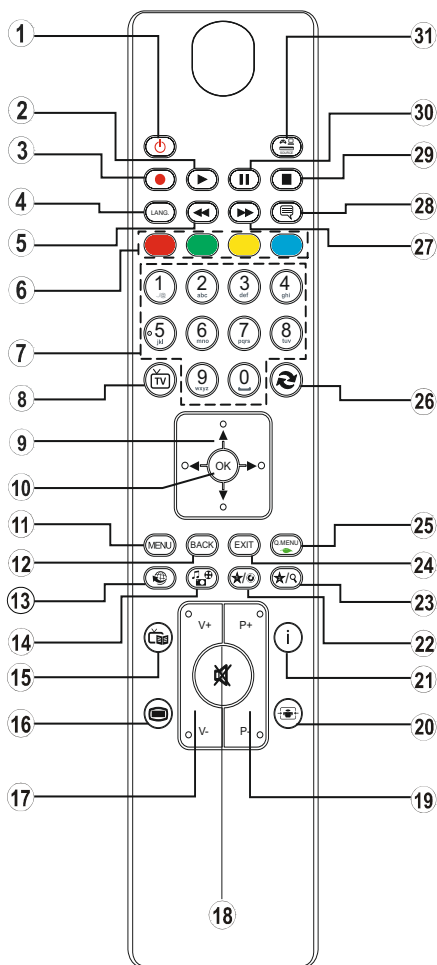 1
31
2
30
3
29
4
LANG.
28
5
27
6
7
1
2
abc
3
def
4
ghi
5
jkl
6
mno
7
pqrs
8
tuv
8
TV
9
wxyz
0
26
9
10
OK
11
MENU
BACK
EXIT
Q.MENU
25
12
24
13
23
14
22
15
V+
P+
i
21
16
20
17
V-
P-
19
18